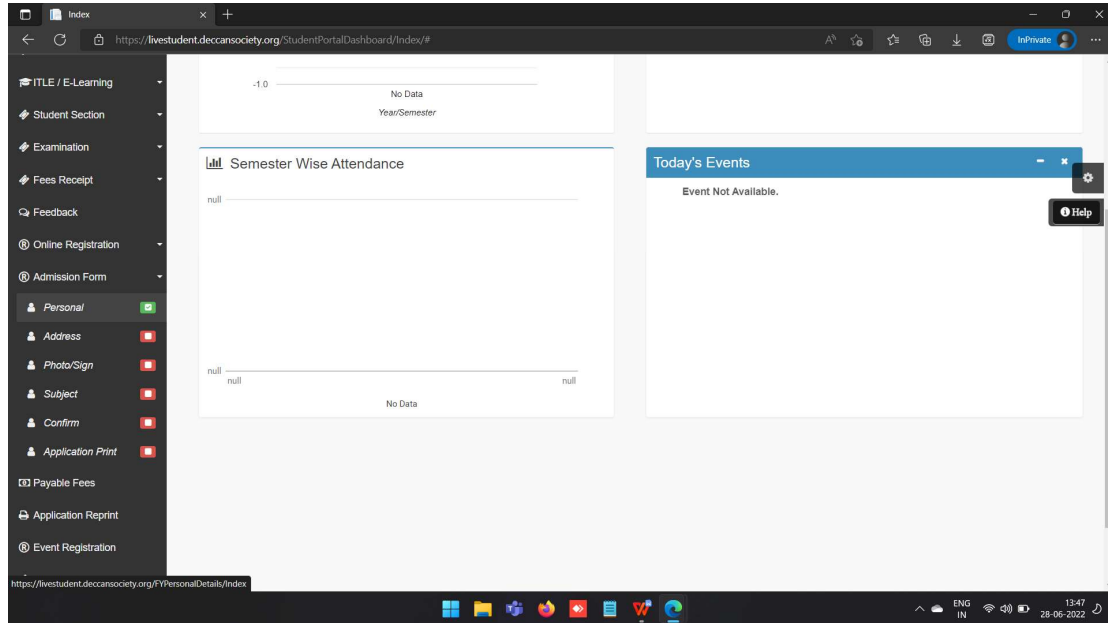 Index
https://livestudent.deccansociety.org/StudentPortalDashboard/Index/#
InPrivate
ITLE / E-Learning
Student Section
Examination
Fees Receipt
Feedback
Online Registration
Admission Form
Personal
Address
Photo/Sign
Subject
Confirm
Application Print
Payable Fees
Application Reprint
Event Registration
-1.0
No Data
Year/Semester
Semester Wise Attendance
null
null
null
null
No Data
Today's Events
Event Not Available.
Help
https://livestudent.deccansociety.org/FYPersonalDetails/Index
ENG
IN
13:47
28-06-2022